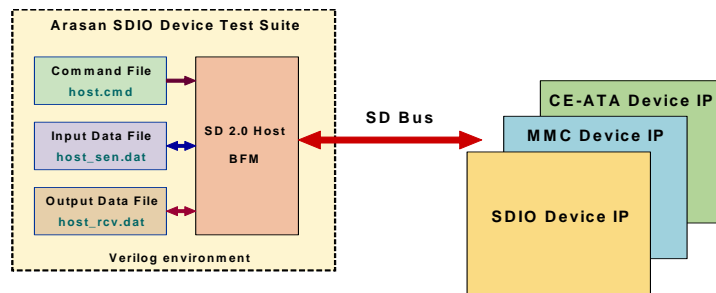 Arasan SDIO Device Test Suite
Command File
host.cmd
Input Data File
host_sen.dat
Output Data File
host_rcv.dat
SD 2.0 Host
BFM
Verilog environment
SD Bus
CE-ATA Device IP
MMC Device IP
SDIO Device IP